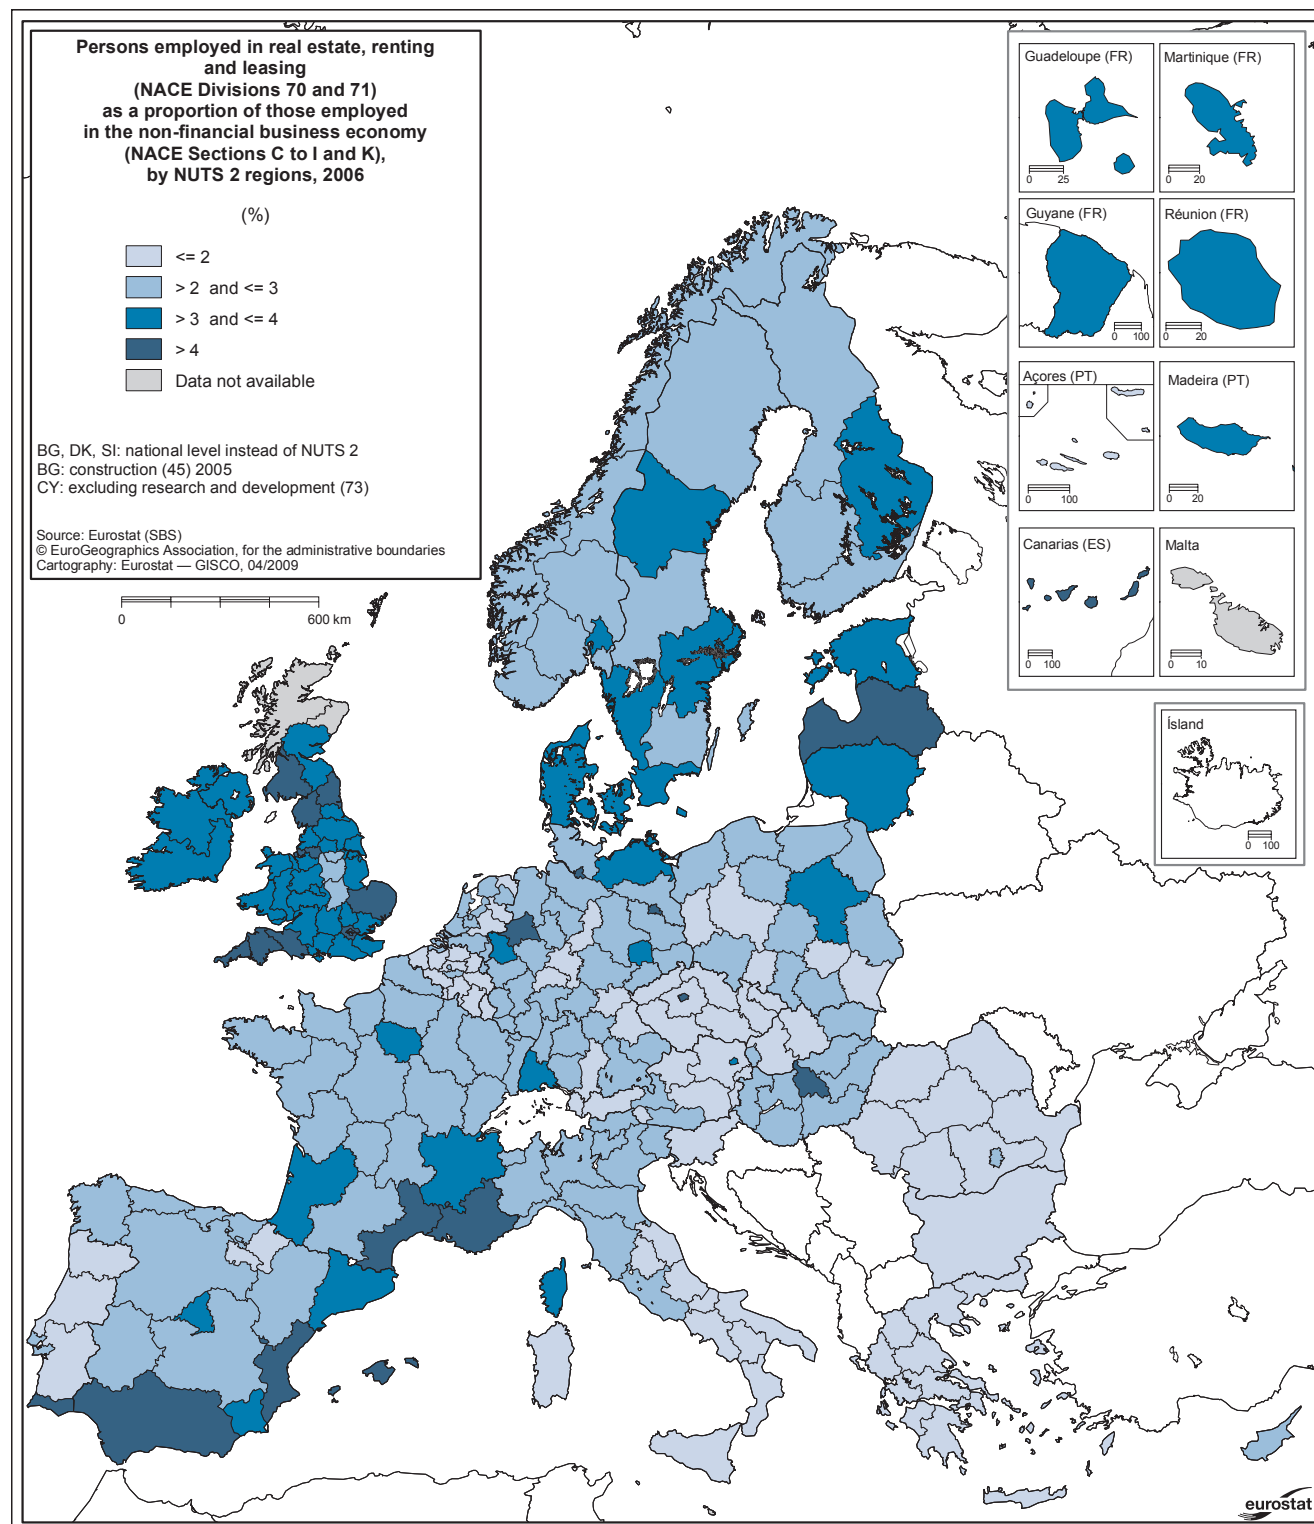 Persons employed in real estate, renting
and leasing
(NACE Divisions 70 and 71)
as a proportion of those employed
in the non-financial business economy
(NACE Sections C to I and K),
by NUTS 2 regions, 2006
(%)
<= 2
> 2 and <= 3
> 3 and <= 4
> 4
Data not available
BG, DK, SI: national level instead of NUTS 2
BG: construction (45) 2005
CY: excluding research and development (73)
Source: Eurostat (SBS)
© EuroGeographics Association, for the administrative boundaries
Cartography: Eurostat — GISCO, 04/2009
0 600 km
Guadeloupe (FR)
0 25
Martinique (FR)
0 20
Guyane (FR)
0 100
Réunion (FR)
0 20
Açores (PT)
0 100
Madeira (PT)
0 20
Canarias (ES)
0 100
Malta
0 10
Ísland
0 100
eurostat